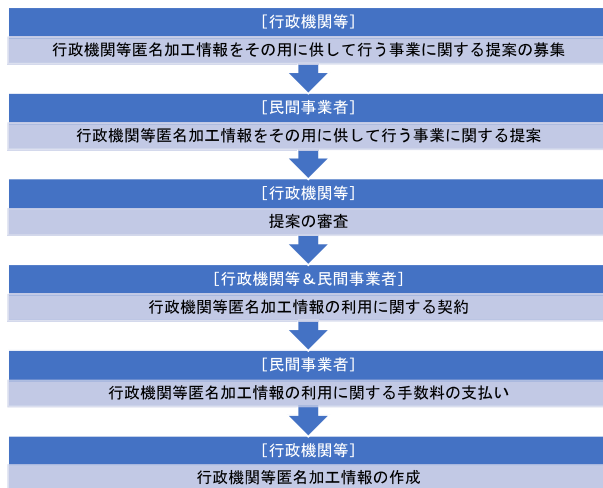 [行政機関等]
行政機関等匿名加工情報をその用に供して行う事業に関する提案の募集
[民間事業者]
行政機関等匿名加工情報をその用に供して行う事業に関する提案
[行政機関等]
提案の審査
[行政機関等&民間事業者]
行政機関等匿名加工情報の利用に関する契約
[民間事業者]
行政機関等匿名加工情報の利用に関する手数料の支払い
[行政機関等]
行政機関等匿名加工情報の作成